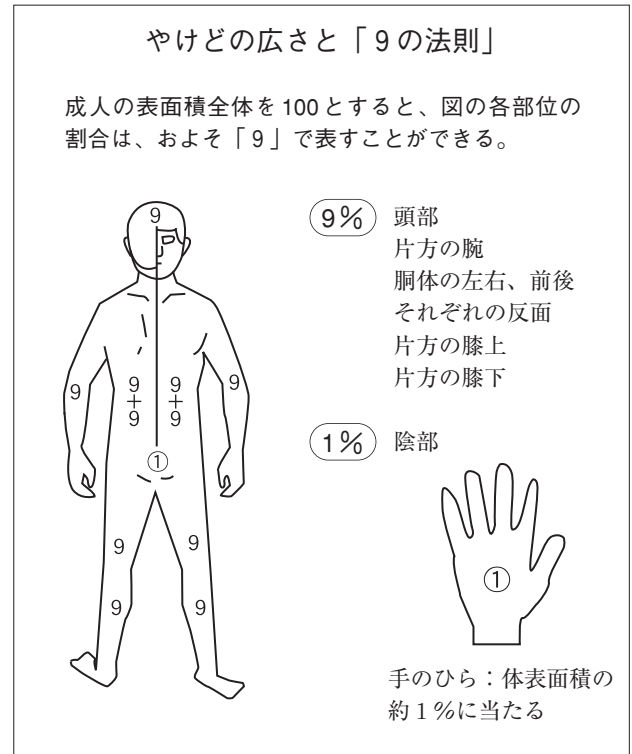 やけどの広さと「9の法則」
成人の表面積全体を100とすると、図の各部位の
割合は、およそ「9」で表すことができる。
9%
頭部
片方の腕
胴体の左右、前後
それぞれの反面
片方の膝上
片方の膝下
1%
陰部
9
9
9
+
9
9
+
9
9
①
9
9
9
9
①
手のひら：体表面積の
約1%に当たる